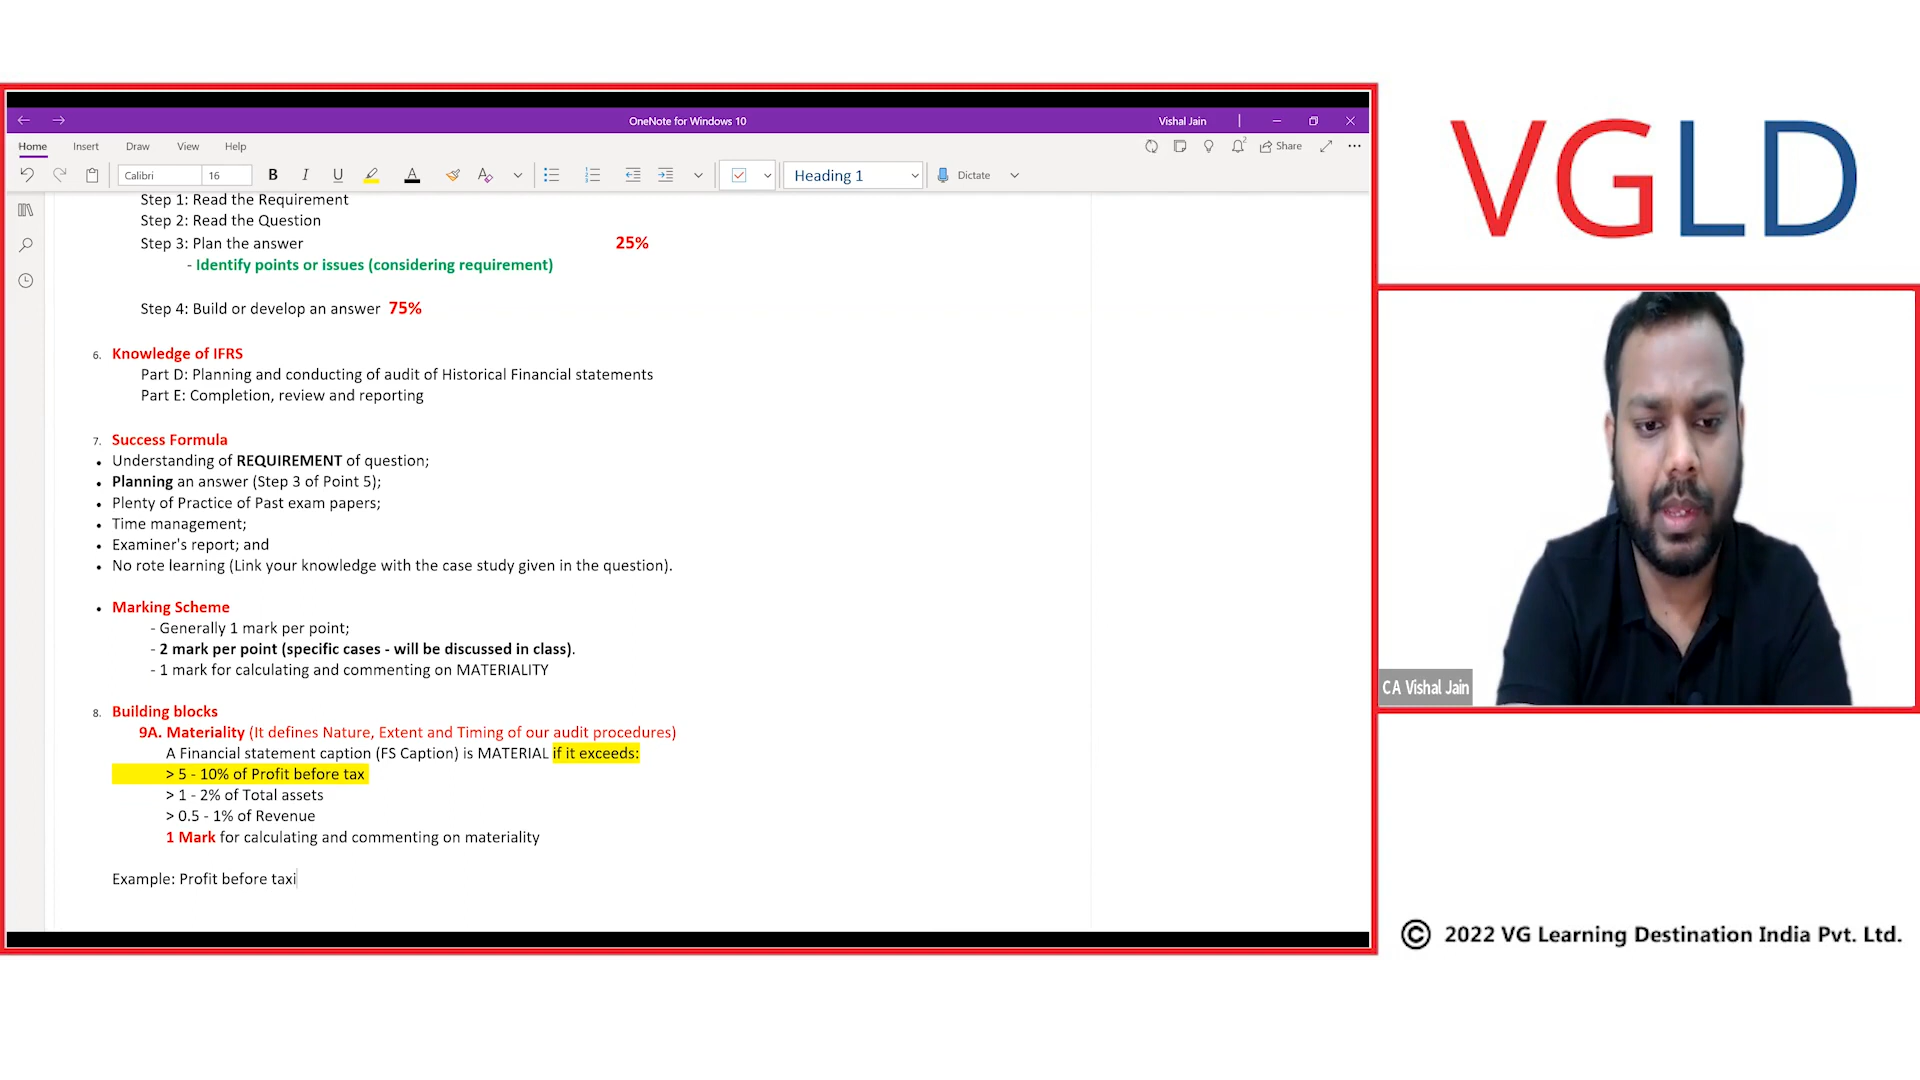 OneNote for Windows 10
Vishal Jain
Home Insert Draw View Help
Share
Calibri 16 B I U A Heading 1 Dictate
Step 1: Read the Requirement
Step 2: Read the Question
Step 3: Plan the answer 25%
- Identify points or issues (considering requirement)
Step 4: Build or develop an answer 75%
6. Knowledge of IFRS
Part D: Planning and conducting of audit of Historical Financial statements
Part E: Completion, review and reporting
7. Success Formula
• Understanding of REQUIREMENT of question;
• Planning an answer (Step 3 of Point 5);
• Plenty of Practice of Past exam papers;
• Time management;
• Examiner's report; and
• No rote learning (Link your knowledge with the case study given in the question).
• Marking Scheme
- Generally 1 mark per point;
- 2 mark per point (specific cases - will be discussed in class).
- 1 mark for calculating and commenting on MATERIALITY
8. Building blocks
9A. Materiality (It defines Nature, Extent and Timing of our audit procedures)
A Financial statement caption (FS Caption) is MATERIAL if it exceeds:
> 5 - 10% of Profit before tax
> 1 - 2% of Total assets
> 0.5 - 1% of Revenue
1 Mark for calculating and commenting on materiality
Example: Profit before taxi
VGLD
CA Vishal Jain
© 2022 VG Learning Destination India Pvt. Ltd.